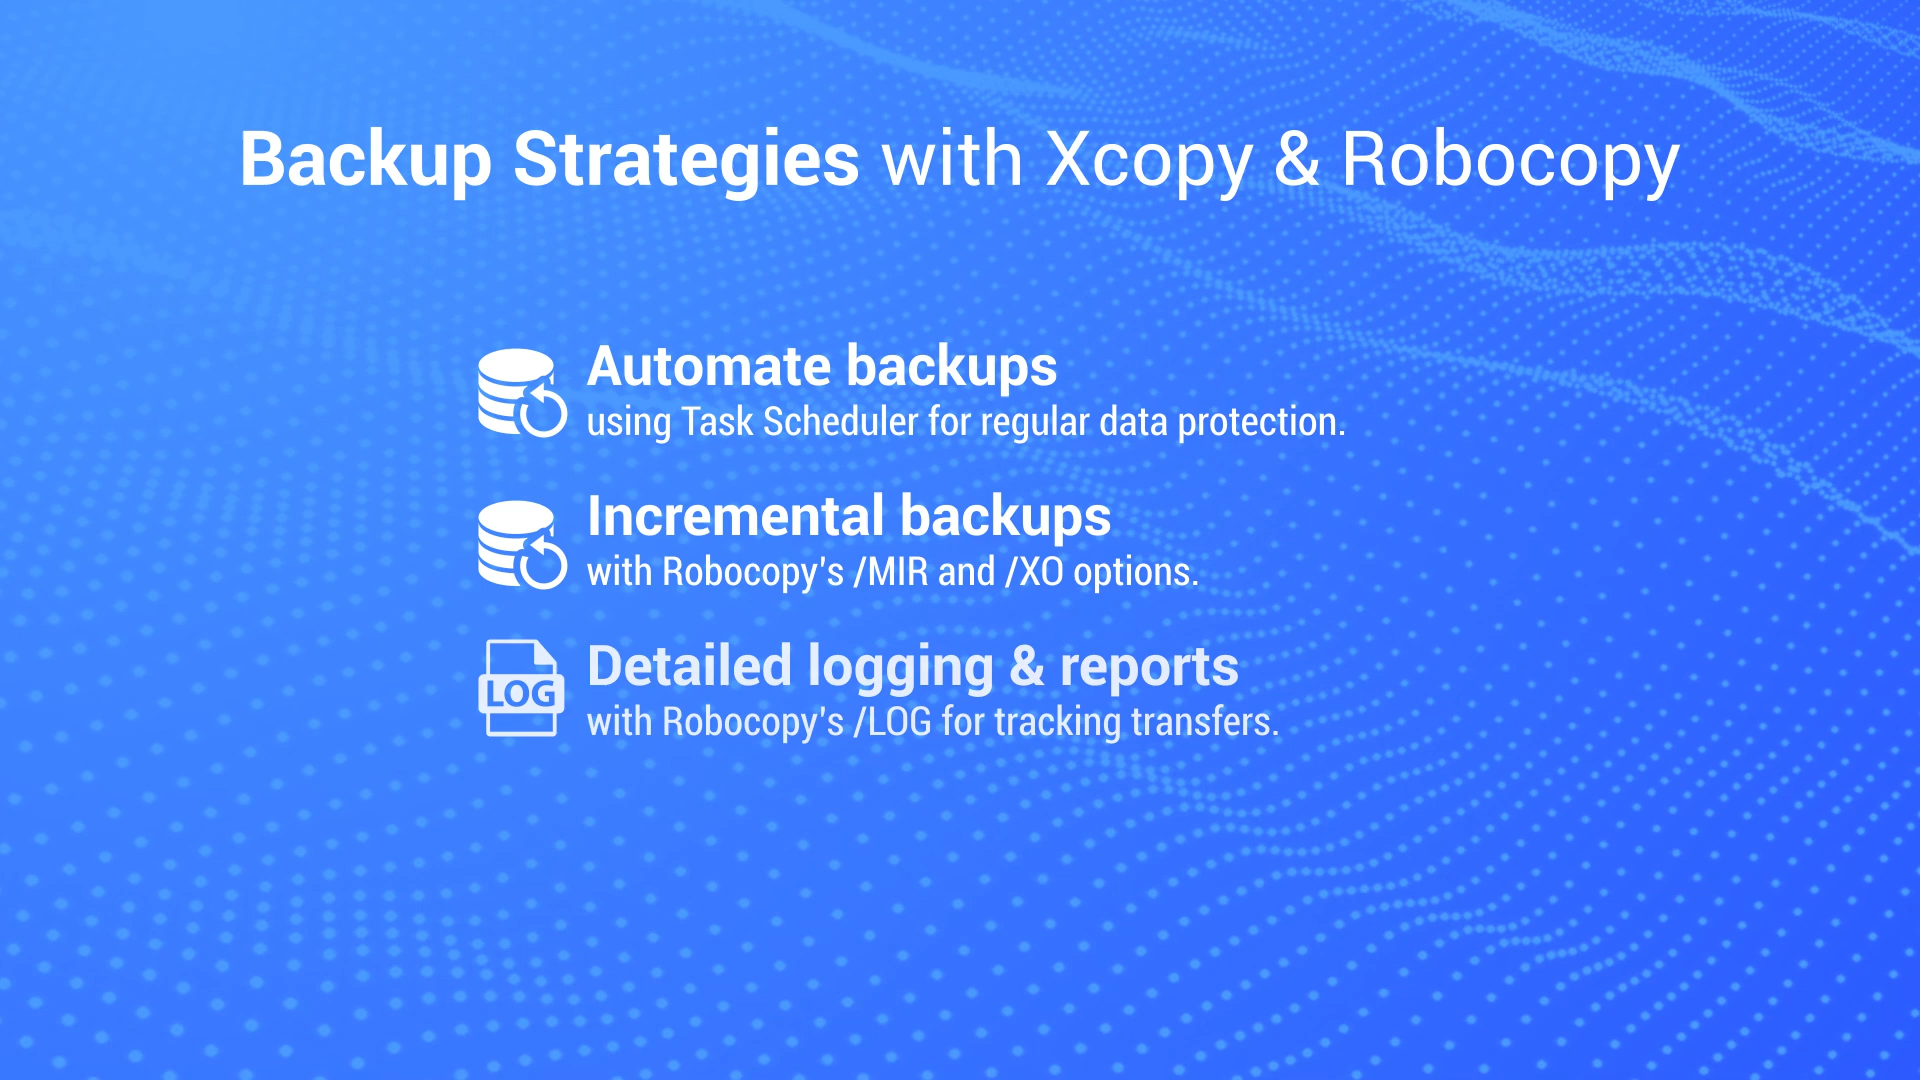 Backup Strategies with Xcopy & Robocopy
Automate backups
using Task Scheduler for regular data protection.
Incremental backups
with Robocopy's /MIR and /XO options.
LOG
Detailed logging & reports
with Robocopy's /LOG for tracking transfers.